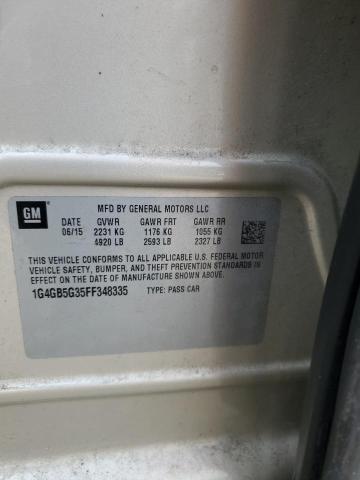 GM
MFD BY GENERAL MOTORS LLC
DATE GVWR GAWR FRT GAWR RR
06/15 2231 KG 1176 KG 1055 KG
4920 LB 2593 LB 2327 LB
THIS VEHICLE CONFORMS TO ALL APPLICABLE U.S. FEDERAL MOTOR
VEHICLE SAFETY, BUMPER, AND THEFT PREVENTION STANDARDS
IN EFFECT ON THE DATE OF MANUFACTURE SHOWN ABOVE.
1G4GB5G35FF348335 TYPE: PASS CAR